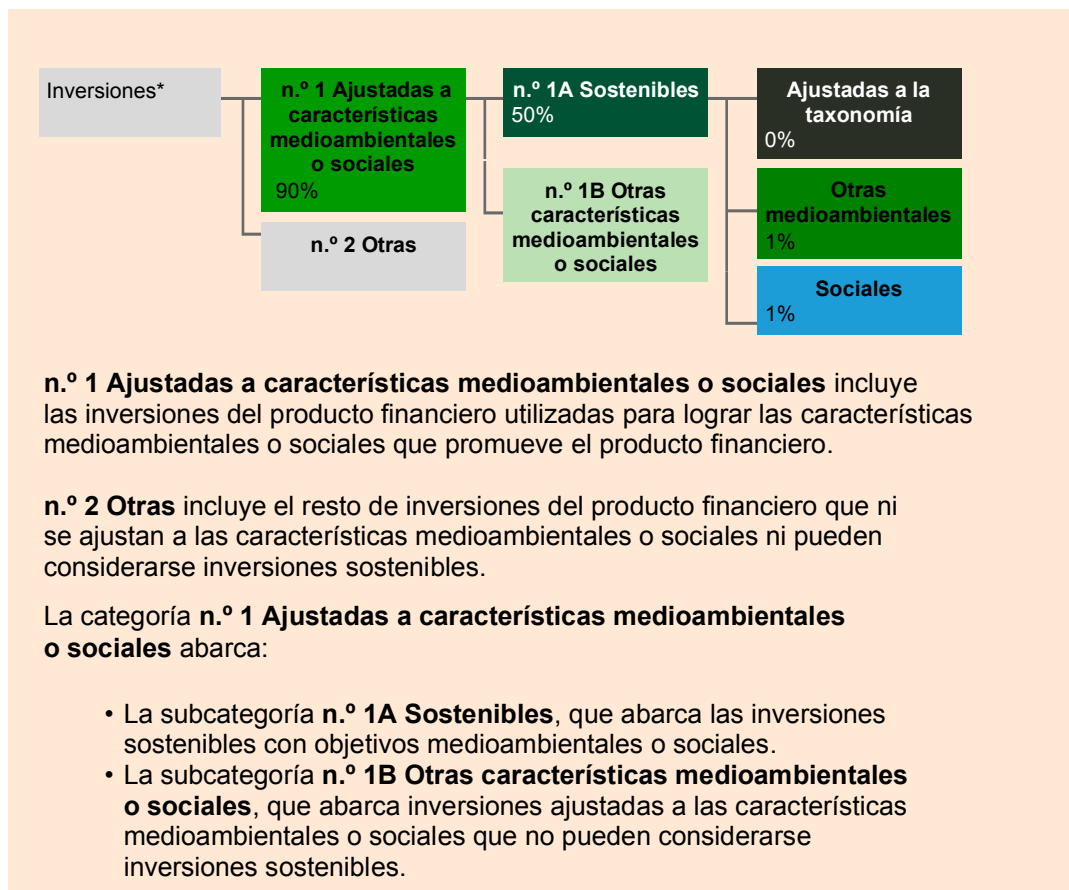 Inversiones*
n.º 1 Ajustadas a
características
medioambientales
o sociales
90%
n.º 2 Otras
n.º 1A Sostenibles
50%
n.º 1B Otras
características
medioambientales
o sociales
Ajustadas a la
taxonomía
0%
Otras
medioambientales
1%
Sociales
1%
n.º 1 Ajustadas a características medioambientales o sociales incluye
las inversiones del producto financiero utilizadas para lograr las características
medioambientales o sociales que promueve el producto financiero.
n.º 2 Otras incluye el resto de inversiones del producto financiero que ni
se ajustan a las características medioambientales o sociales ni pueden
considerarse inversiones sostenibles.
La categoría n.º 1 Ajustadas a características medioambientales
o sociales abarca:
• La subcategoría n.º 1A Sostenibles, que abarca las inversiones
sostenibles con objetivos medioambientales o sociales.
• La subcategoría n.º 1B Otras características medioambientales
o sociales, que abarca inversiones ajustadas a las características
medioambientales o sociales que no pueden considerarse
inversiones sostenibles.